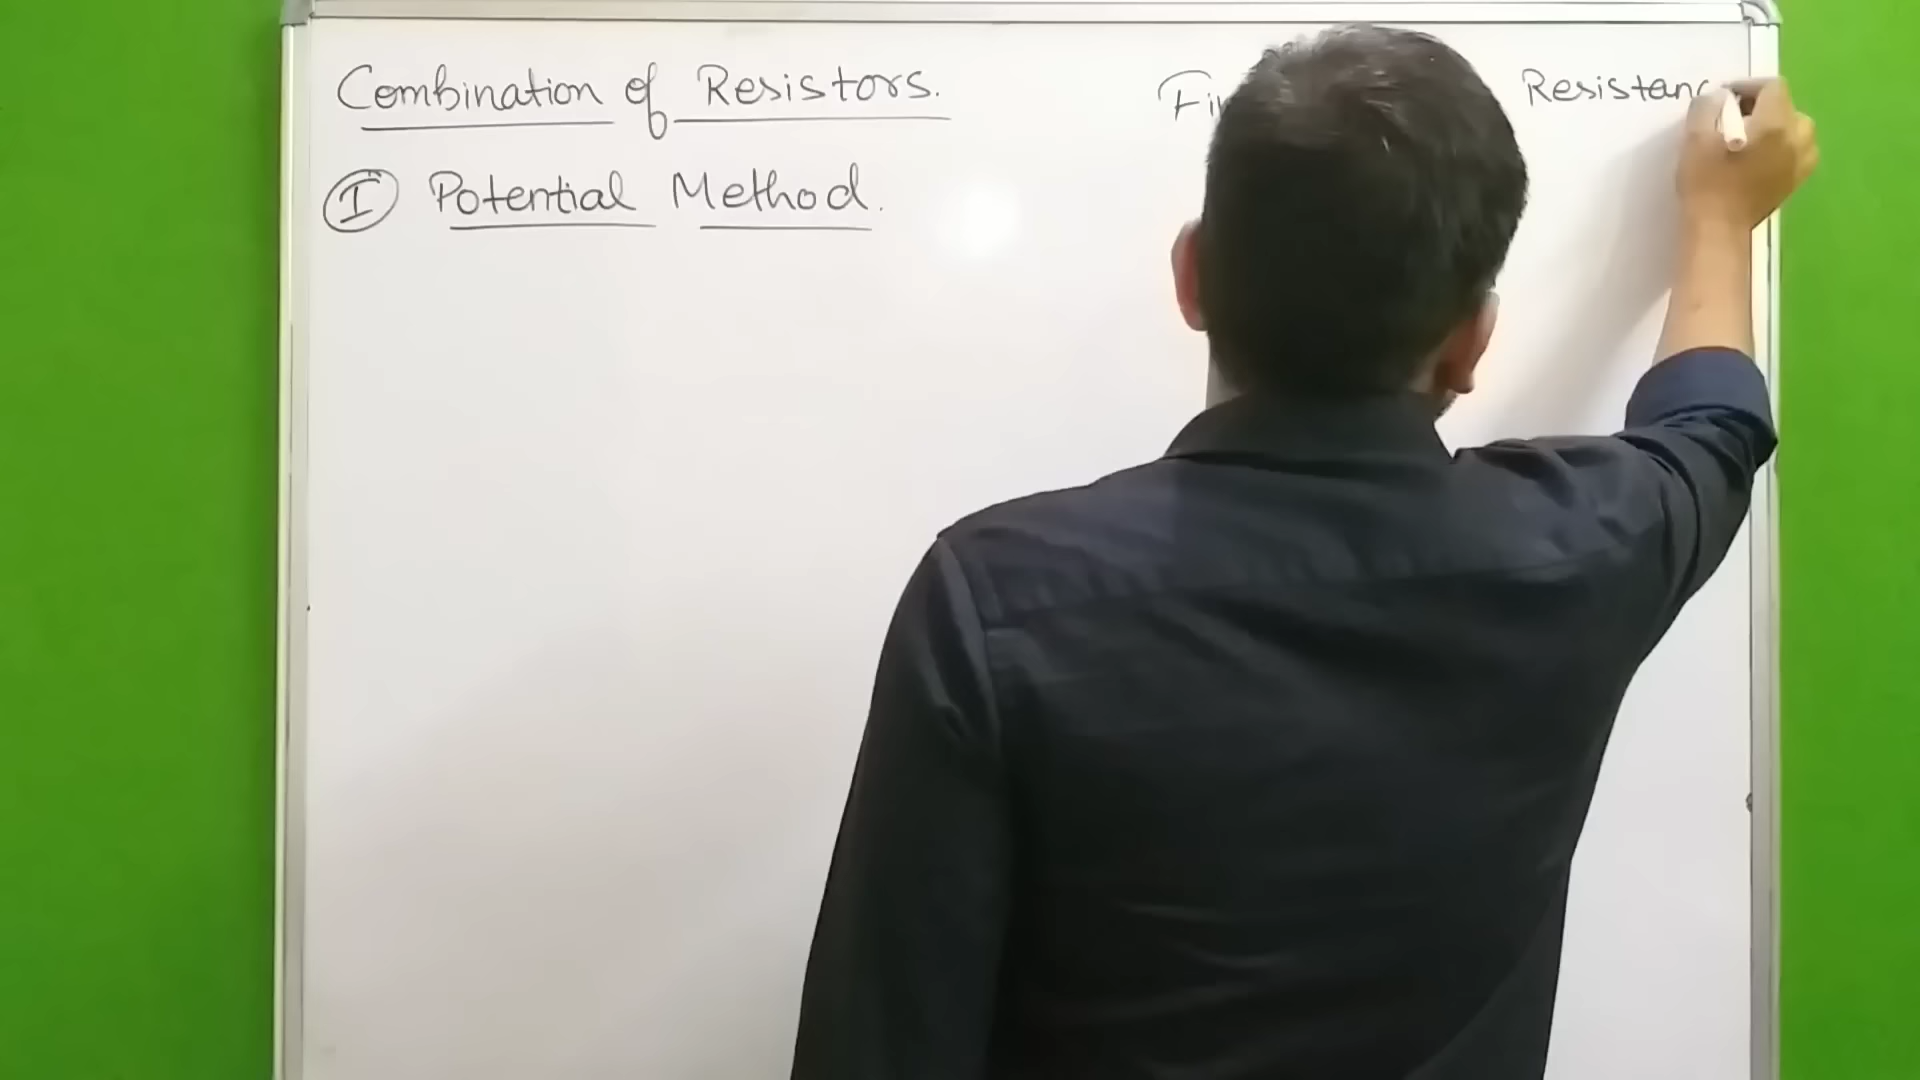 Combination of Resistors.
Resistanc
I Potential Method.